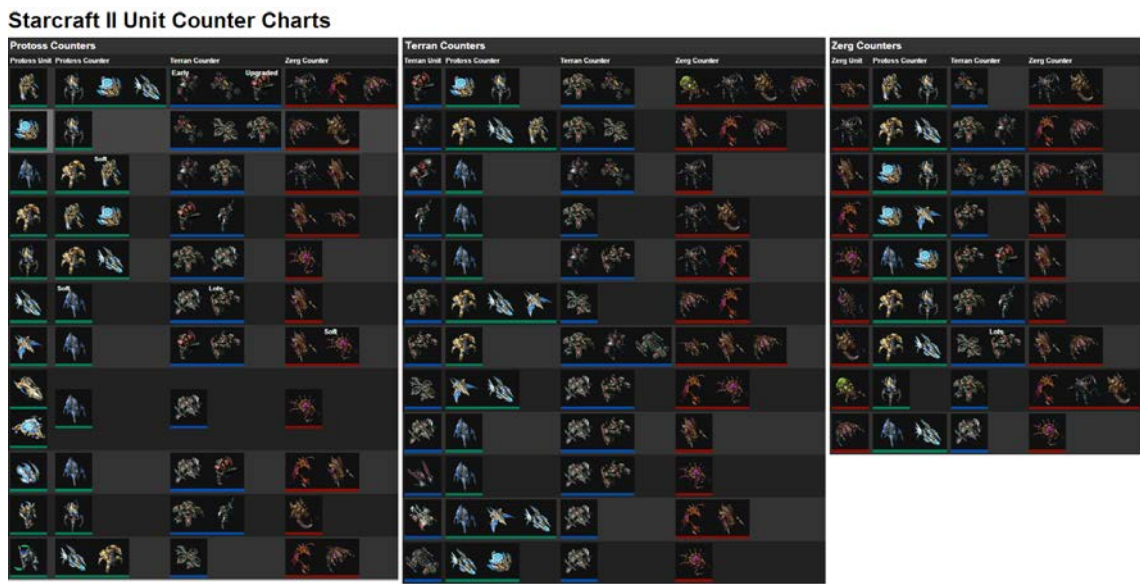 Starcraft II Unit Counter Charts
Protoss Counters
Protoss Unit Protoss Counter Terran Counter Zerg Counter
Early Upgraded
Soft
Soft Lots
Soft
Terran Counters
Terran Unit Protoss Counter Terran Counter Zerg Counter
Zerg Counters
Zerg Unit Protoss Counter Terran Counter Zerg Counter
Lots